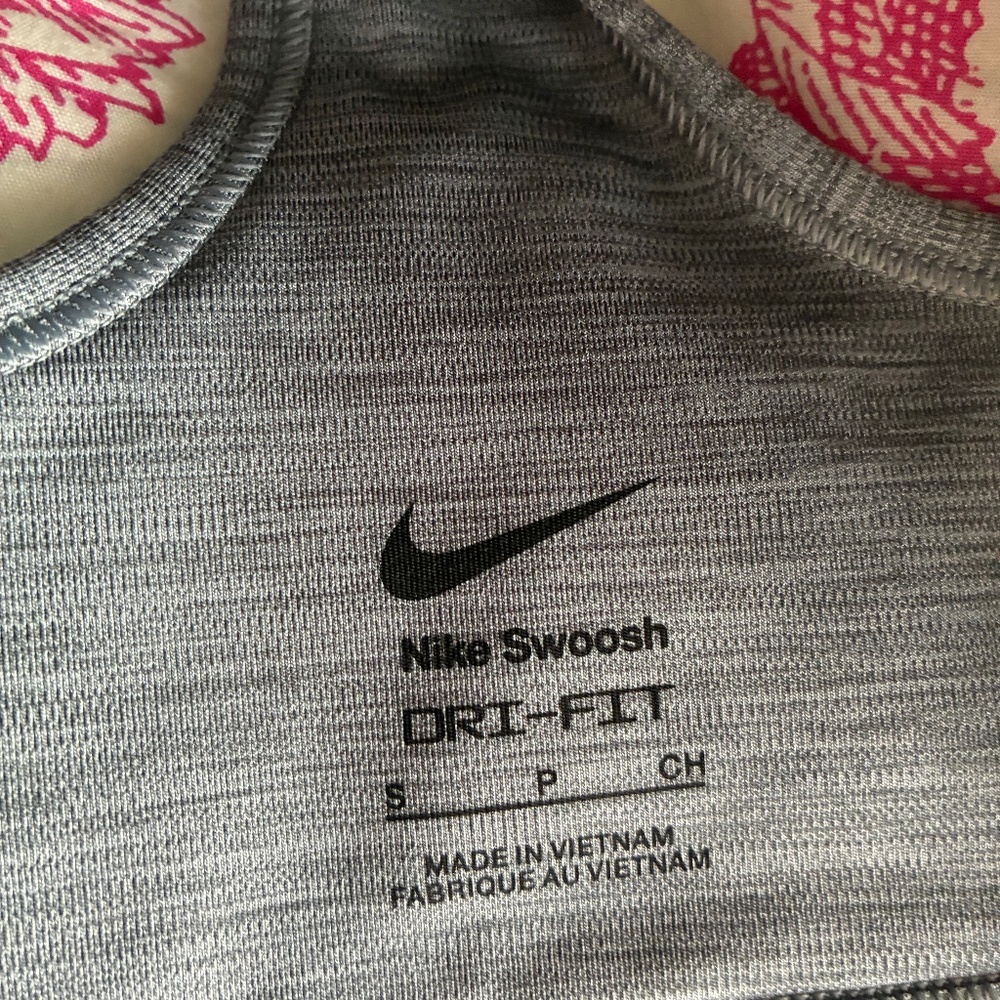 Nike Swoosh
DRI-FIT
S P CH
MADE IN VIETNAM
FABRIQUE AU VIETNAM